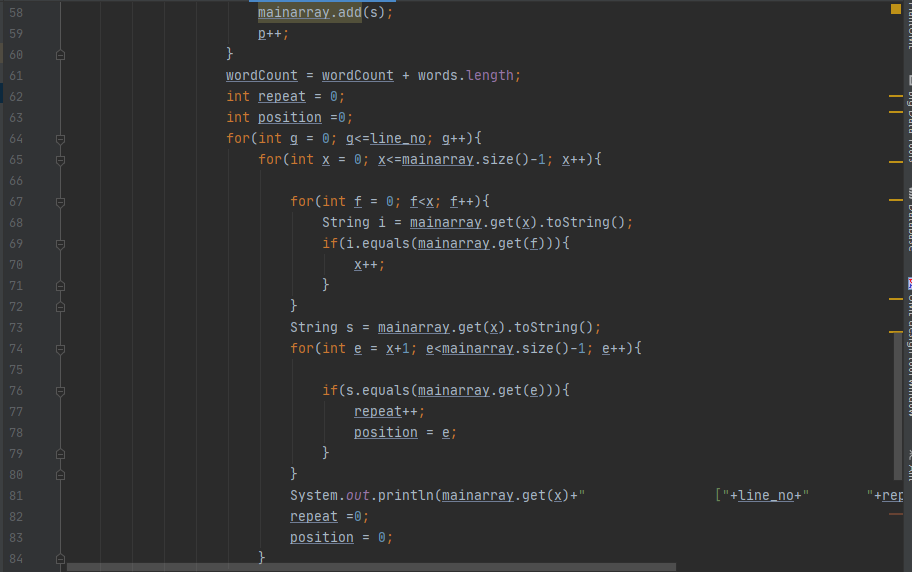 58 mainarray.add(s);
59 p++;
60 }
61 wordCount = wordCount + words.length;
62 int repeat = 0;
63 int position =0;
64 for(int g = 0; g<=line_no; g++){
65 for(int x = 0; x<=mainarray.size()-1; x++){
66
67 for(int f = 0; f<x; f++){
68 String i = mainarray.get(x).toString();
69 if(i.equals(mainarray.get(f))){
70 x++;
71 }
72 }
73 String s = mainarray.get(x).toString();
74 for(int e = x+1; e<mainarray.size()-1; e++){
75
76 if(s.equals(mainarray.get(e))){
77 repeat++;
78 position = e;
79 }
80 }
81 System.out.println(mainarray.get(x)+"                ["+line_no+"       "+rep
82 repeat =0;
83 position = 0;
84 }